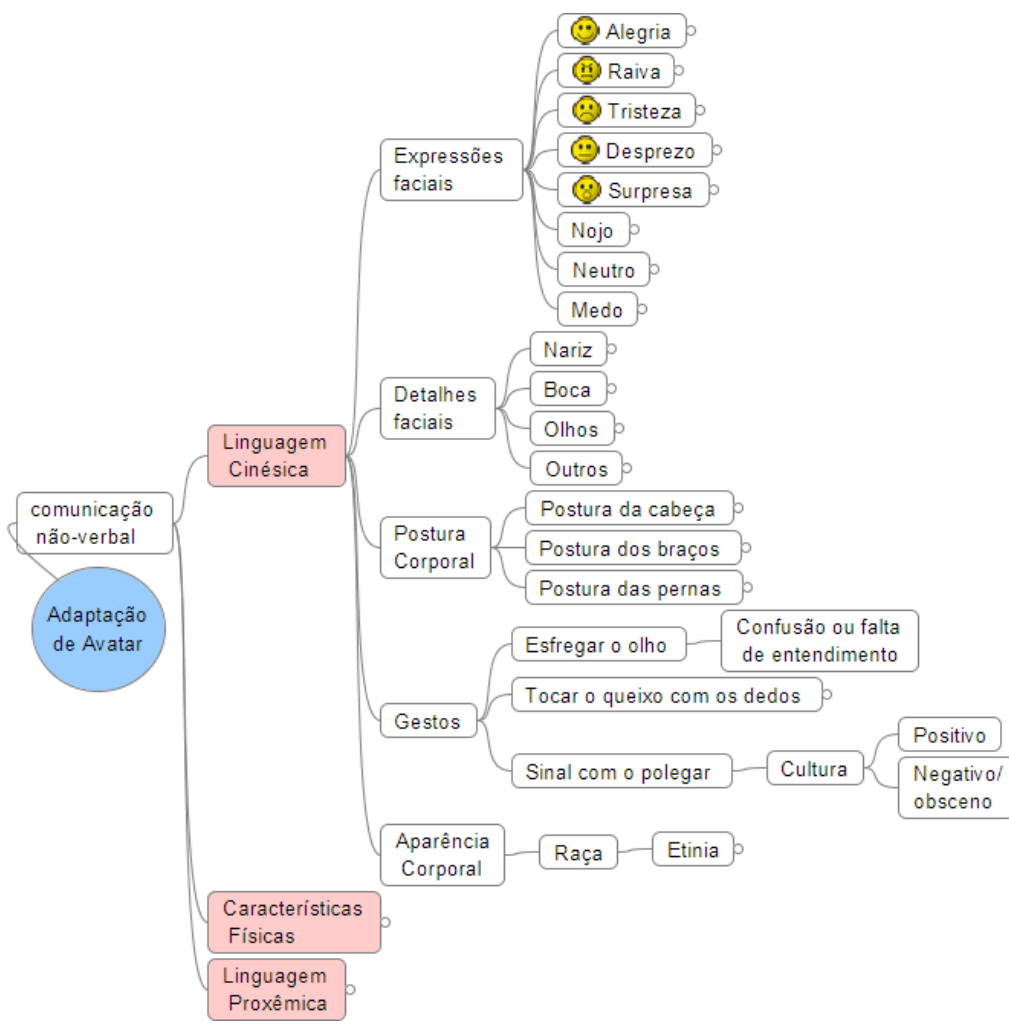 Adaptação
de Avatar
comunicação
não-verbal
Linguagem
Cinésica
Expressões
faciais
Alegria
Raiva
Tristeza
Desprezo
Surpresa
Nojo
Neutro
Medo
Detalhes
faciais
Nariz
Boca
Olhos
Outros
Postura
Corporal
Postura da cabeça
Postura dos braços
Postura das pernas
Gestos
Esfregar o olho
Confusão ou falta
de entendimento
Tocar o queixo com os dedos
Sinal com o polegar
Cultura
Positivo
Negativo/
obsceno
Aparência
Corporal
Raça
Etinia
Características
Físicas
Linguagem
Proxêmica